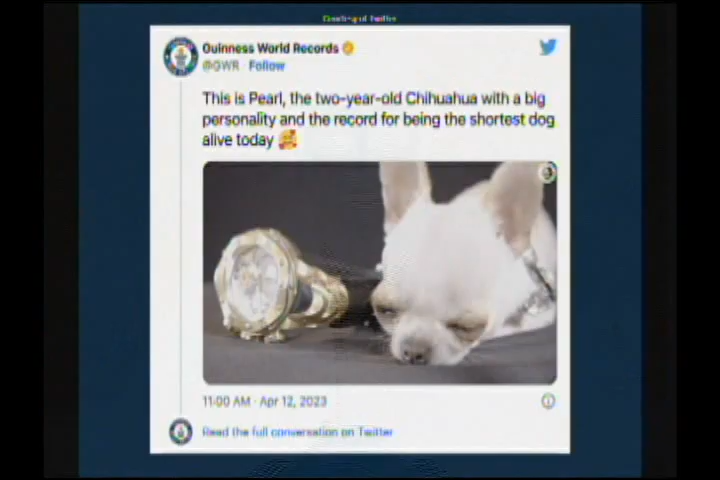 Guinness World Records
@GWR · Follow
This is Pearl, the two-year-old Chihuahua with a big
personality and the record for being the shortest dog
alive today 🥰
11:00 AM · Apr 12, 2023
Read the full conversation on Twitter